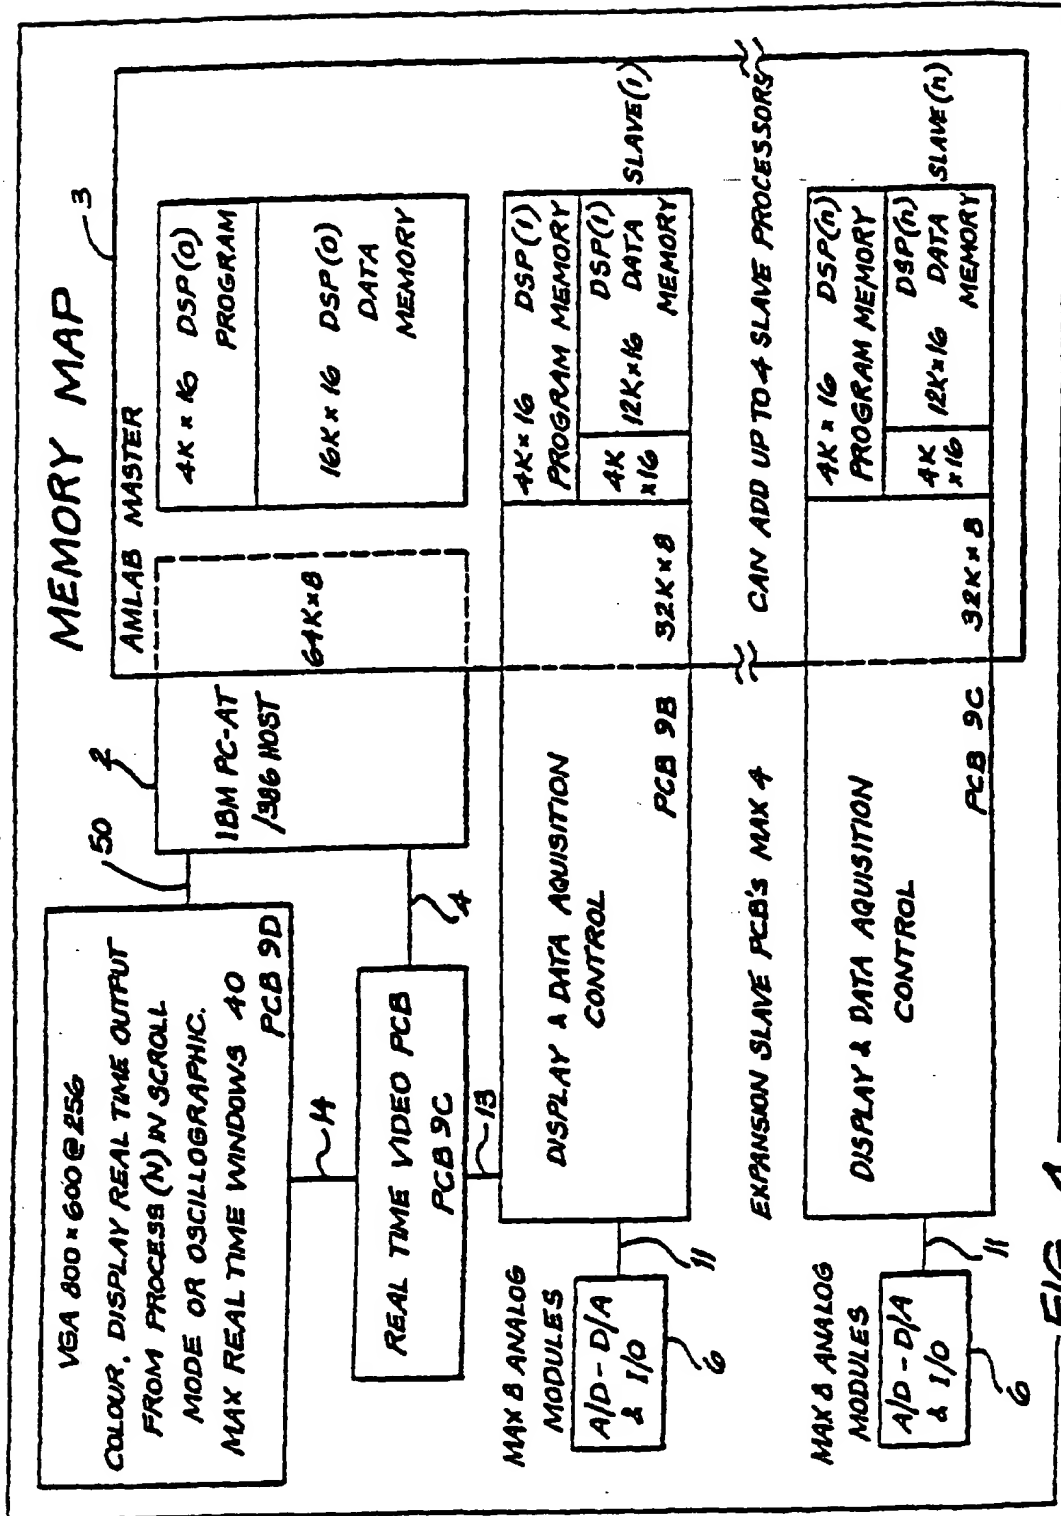 MEMORY MAP
3
AMLAB MASTER
2
50
VGA 800 × 600 @ 256
COLOUR, DISPLAY REAL TIME OUTPUT
FROM PROCESS (N) IN SCROLL
MODE OR OSCILLOGRAPHIC.
MAX REAL TIME WINDOWS 40
PCB 9D
IBM PC-AT
/386 HOST
64K×8
4K × 16 DSP(0)
PROGRAM
16K × 16 DSP(0)
DATA
MEMORY
14
4
REAL TIME VIDEO PCB
PCB 9C
13
MAX 8 ANALOG
MODULES
A/D - D/A
& I/O
6
11
DISPLAY & DATA AQUISITION
CONTROL
PCB 9B
32K×8
4K× 16 DSP(1)
PROGRAM MEMORY
4K
×16
12K×16 DSP(1)
DATA
MEMORY
SLAVE(1)
EXPANSION SLAVE PCB'S MAX 4
CAN ADD UP TO 4 SLAVE PROCESSORS
MAX 8 ANALOG
MODULES
A/D - D/A
& I/O
6
11
DISPLAY & DATA AQUISITION
CONTROL
PCB 9C
32K×8
4K × 16 DSP(n)
PROGRAM MEMORY
4K
×16
12K×16 DSP(n)
DATA
MEMORY
SLAVE(n)